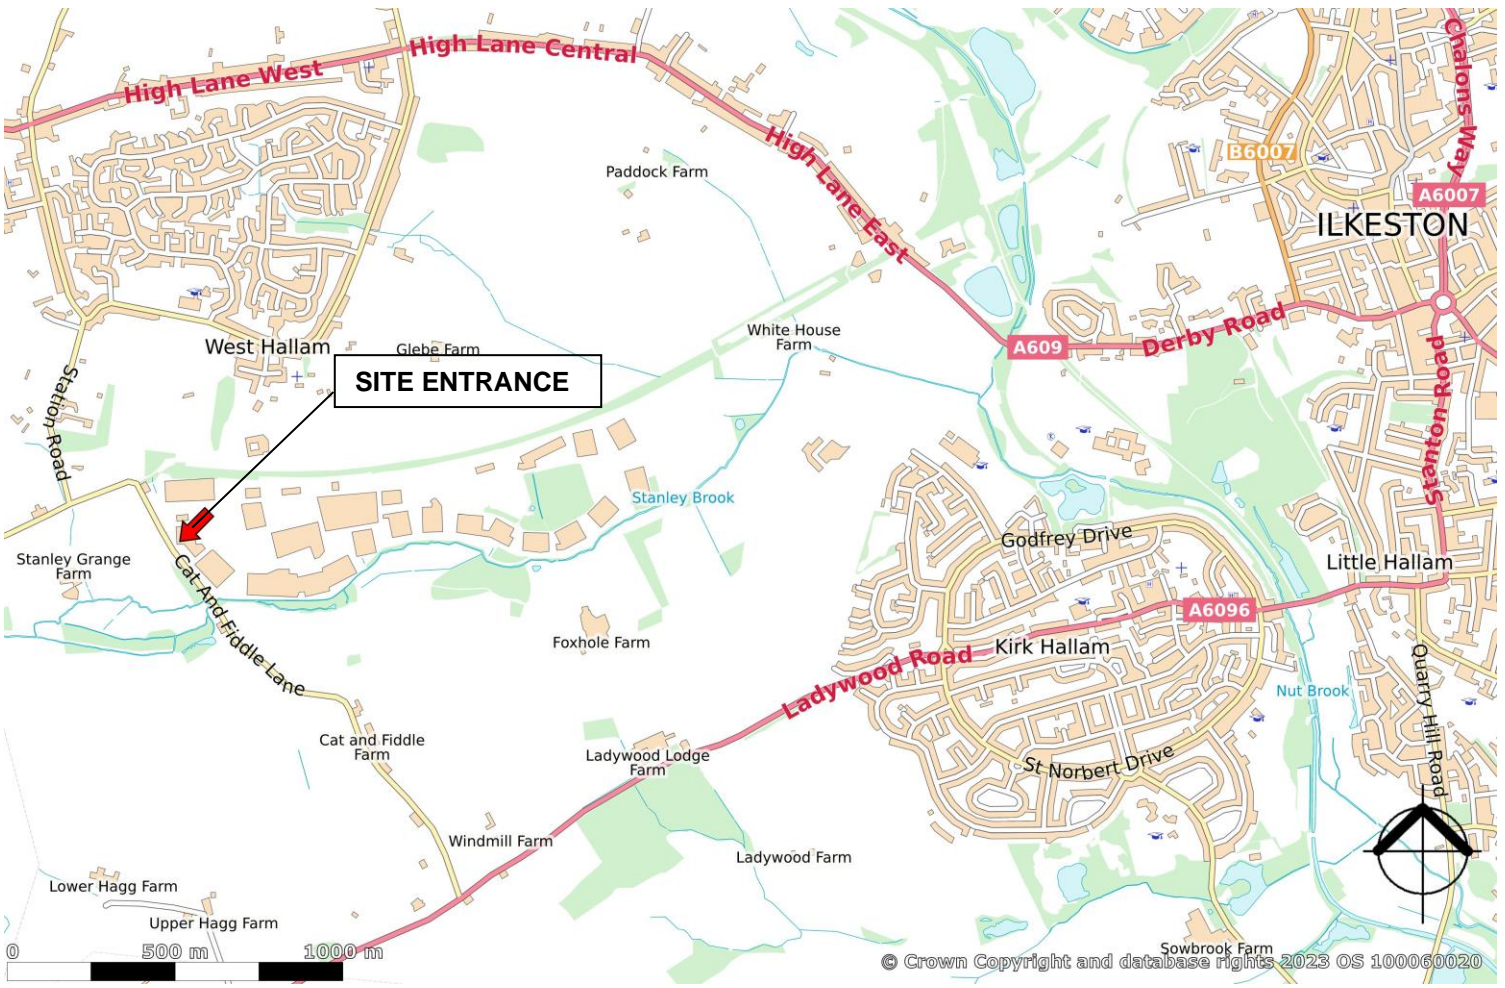 High Lane West
High Lane Central
Chalons Way
High Lane East
B6007
Paddock Farm
A6007
ILKESTON
White House
Farm
Derby Road
A609
West Hallam
Glebe Farm
SITE ENTRANCE
Station Road
Stanton Road
Stanley Brook
Godfrey Drive
Stanley Grange
Farm
Cat And Fiddle Lane
Little Hallam
A6096
Foxhole Farm
Kirk Hallam
Ladywood Road
Nut Brook
Quarry Hill Road
Cat and Fiddle
Farm
Ladywood Lodge
Farm
St Norbert Drive
Windmill Farm
Ladywood Farm
Lower Hagg Farm
Upper Hagg Farm
Sowbrook Farm
0 500 m 1000 m
© Crown Copyright and database rights 2023 OS 100060020